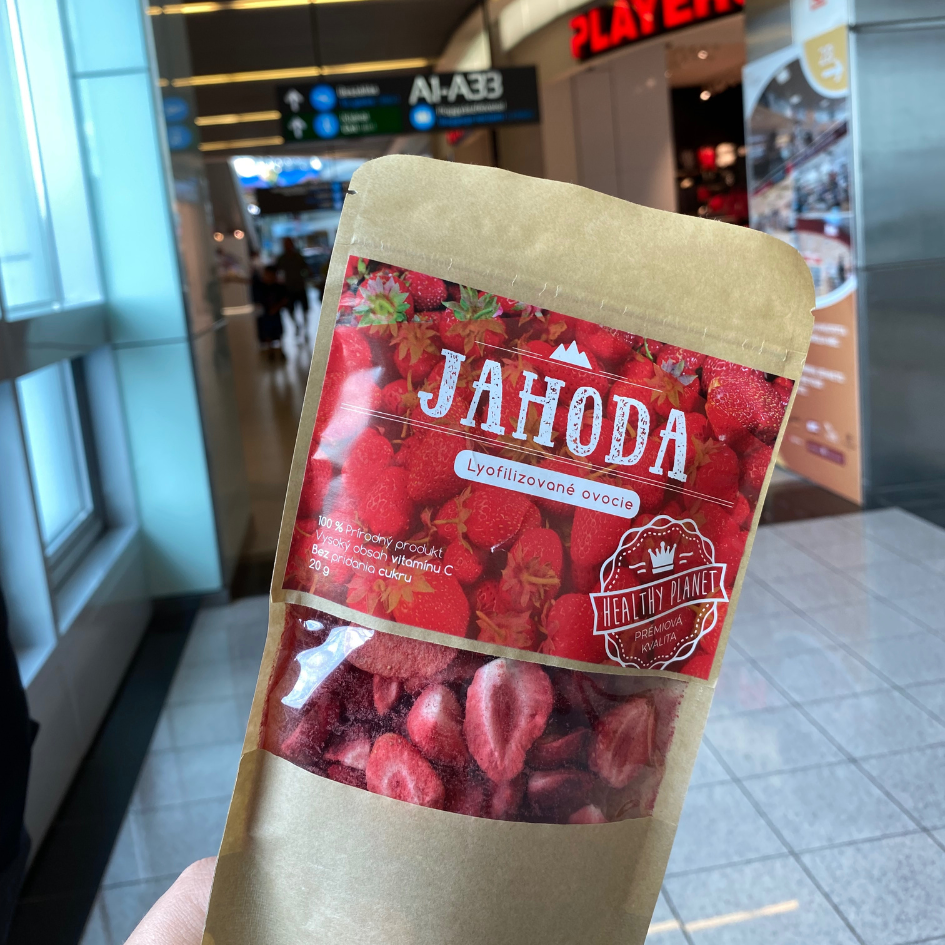 PLAYERS
A1-A33
JAHODA
Lyofilizované ovocie
100 % Prírodný produkt
Vysoký obsah vitamínu C
Bez pridania cukru
20 g
HEALTHY PLANET
PRÉMIOVÁ
KVALITA